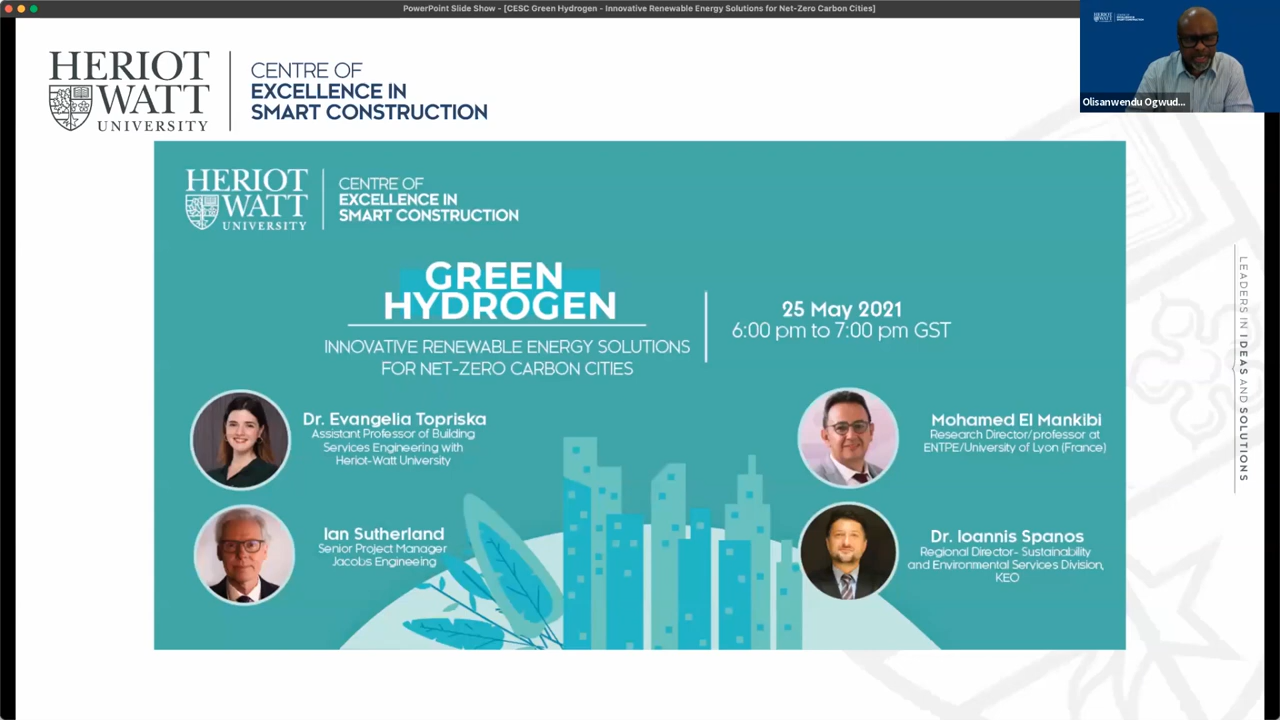 PowerPoint Slide Show - [CESC Green Hydrogen - Innovative Renewable Energy Solutions for Net-Zero Carbon Cities]
HERIOT
WATT
UNIVERSITY
CENTRE OF
EXCELLENCE IN
SMART CONSTRUCTION
HERIOT
WATT
Olisanwendu Ogwud...
HERIOT
WATT
UNIVERSITY
CENTRE OF
EXCELLENCE IN
SMART CONSTRUCTION
GREEN
HYDROGEN
INNOVATIVE RENEWABLE ENERGY SOLUTIONS
FOR NET-ZERO CARBON CITIES
25 May 2021
6:00 pm to 7:00 pm GST
Dr. Evangelia Topriska
Assistant Professor of Building
Services Engineering with
Heriot-Watt University
Mohamed El Mankibi
Research Director/professor at
ENTPE/University of Lyon (France)
Ian Sutherland
Senior Project Manager
Jacobs Engineeing
Dr. Ioannis Spanos
Regional Director- Sustainability
and Environmental Services Division,
KEO
LEADERS IN IDEAS AND SOLUTIONS